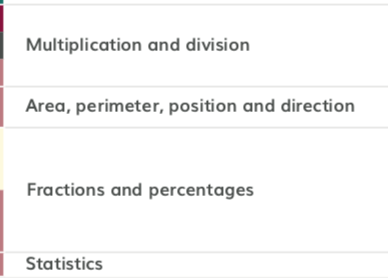 Multiplication and division
Area, perimeter, position and direction
Fractions and percentages
Statistics